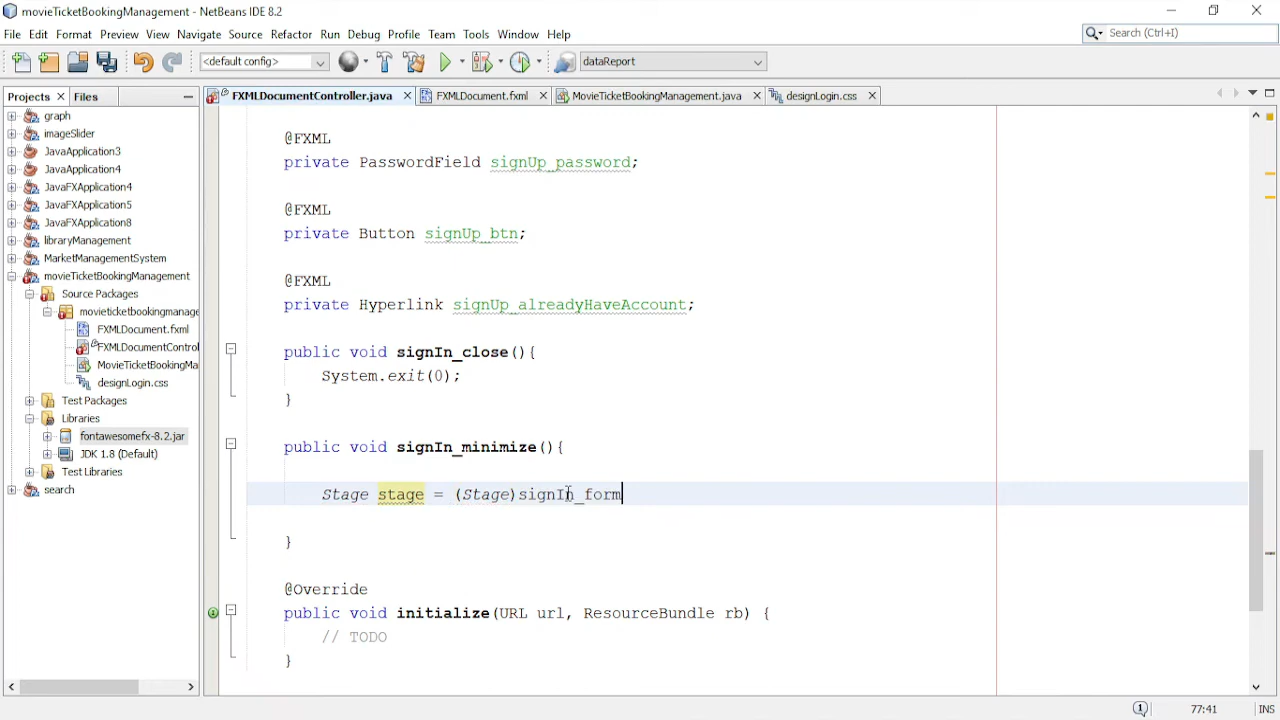 movieTicketBookingManagement - NetBeans IDE 8.2
File Edit Format Preview View Navigate Source Refactor Run Debug Profile Team Tools Window Help
Search (Ctrl+I)
<default config>
dataReport
Projects
Files
FXMLDocumentController.java
FXMLDocument.fxml
MovieTicketBookingManagement.java
designLogin.css
graph
imageSlider
JavaApplication3
JavaApplication4
JavaFXApplication4
JavaFXApplication5
JavaFXApplication8
libraryManagement
MarketManagementSystem
movieTicketBookingManagement
Source Packages
movieticketbookingmanage
FXMLDocument.fxml
FXMLDocumentControl
MovieTicketBookingMa
designLogin.css
Test Packages
Libraries
fontawesomefx-8.2.jar
JDK 1.8 (Default)
Test Libraries
search
@FXML
private PasswordField signUp_password;
@FXML
private Button signUp_btn;
@FXML
private Hyperlink signUp_alreadyHaveAccount;
public void signIn_close(){
System.exit(0);
}
public void signIn_minimize(){
Stage stage = (Stage)signIn_form
}
@Override
public void initialize(URL url, ResourceBundle rb) {
// TODO
}
77:41
INS